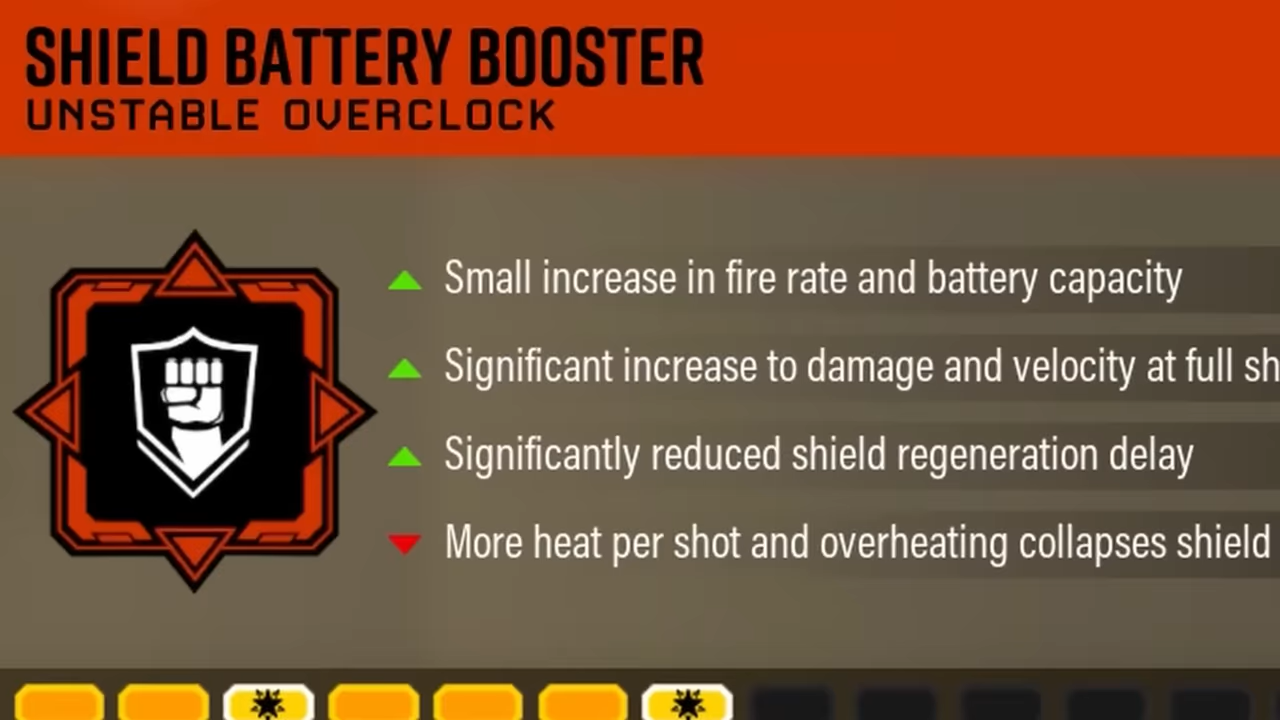 SHIELD BATTERY BOOSTER
UNSTABLE OVERCLOCK
Small increase in fire rate and battery capacity
Significant increase to damage and velocity at full sh
Significantly reduced shield regeneration delay
More heat per shot and overheating collapses shield